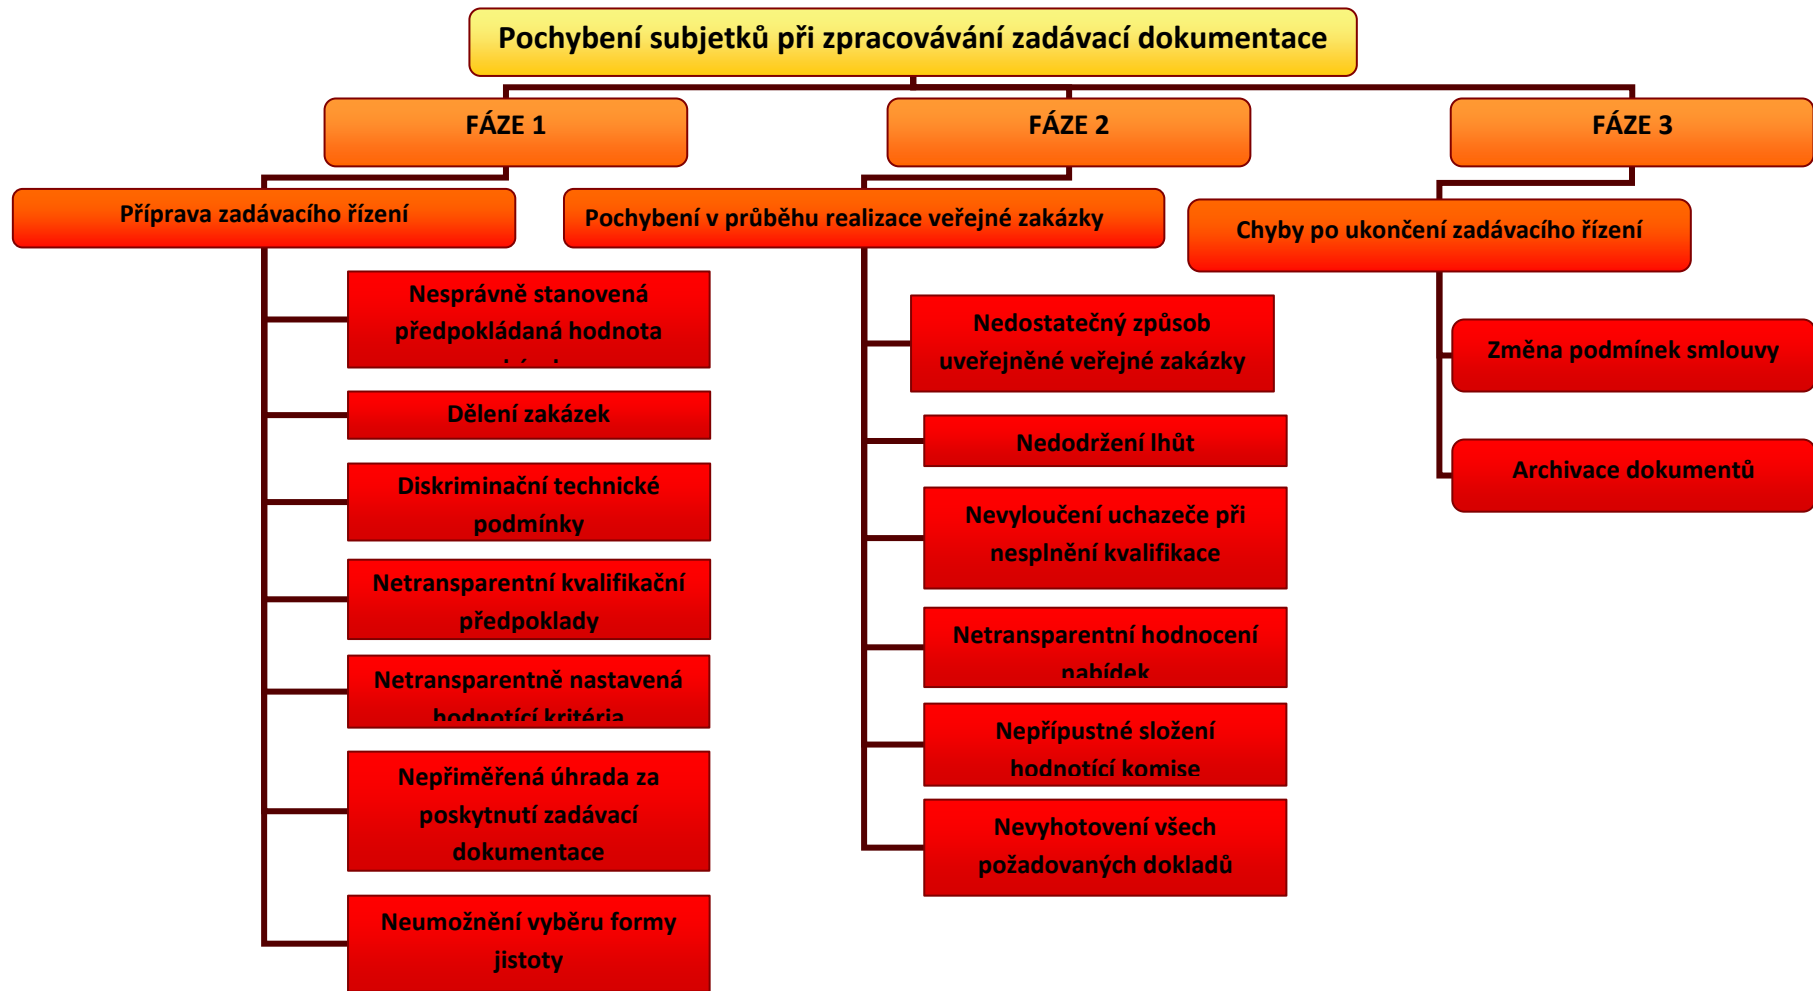 Pochybení subjetků při zpracovávání zadávací dokumentace
FÁZE 1
FÁZE 2
FÁZE 3
Příprava zadávacího řízení
Pochybení v průběhu realizace veřejné zakázky
Chyby po ukončení zadávacího řízení
Nesprávně stanovená
předpokládaná hodnota
Dělení zakázek
Diskriminační technické
podmínky
Netransparentní kvalifikační
předpoklady
Netransparentně nastavená
hodnotící kritéria
Nepřiměřená úhrada za
poskytnutí zadávací
dokumentace
Neumožnění vyběru formy
jistoty
Nedostatečný způsob
uveřejněné veřejné zakázky
Nedodržení lhůt
Nevyloučení uchazeče při
nesplnění kvalifikace
Netransparentní hodnocení
nabídek
Nepřípustné složení
hodnotící komise
Nevyhotovení všech
požadovaných dokladů
Změna podmínek smlouvy
Archivace dokumentů